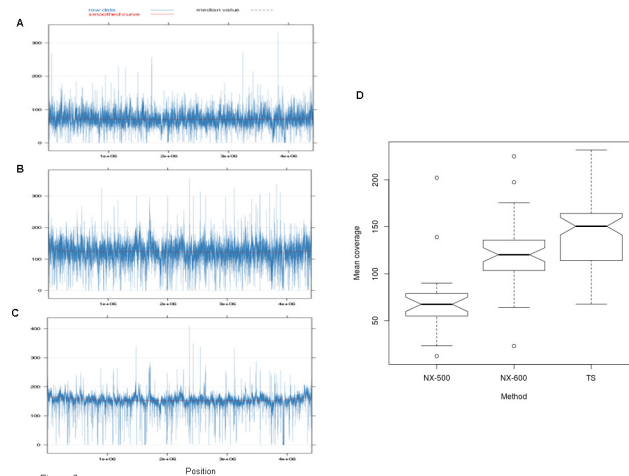 raw data
smoothed curve
median value
A
300
200
100
0
1e+06 2e+06 3e+06 4e+06
B
300
200
100
0
1e+06 2e+06 3e+06 4e+06
C
400
300
200
100
0
1e+06 2e+06 3e+06 4e+06
Position
D
Mean coverage
200
150
100
50
NX-500 NX-600 TS
Method